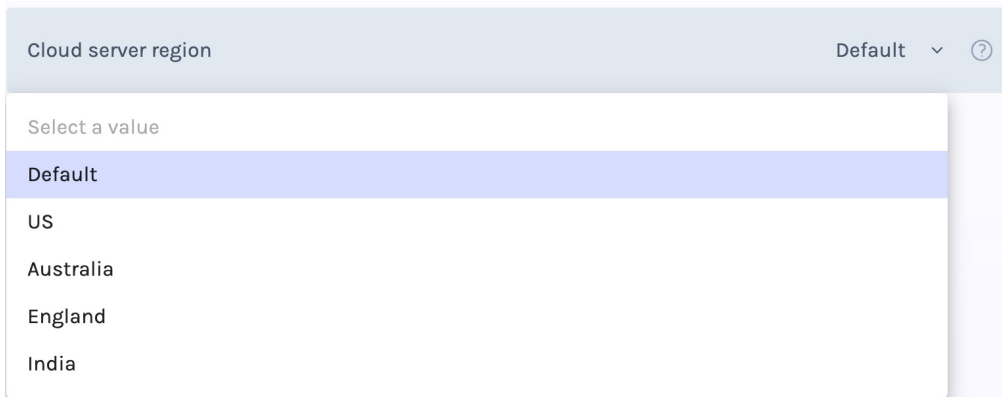 Cloud server region Default ?
Select a value
Default
US
Australia
England
India